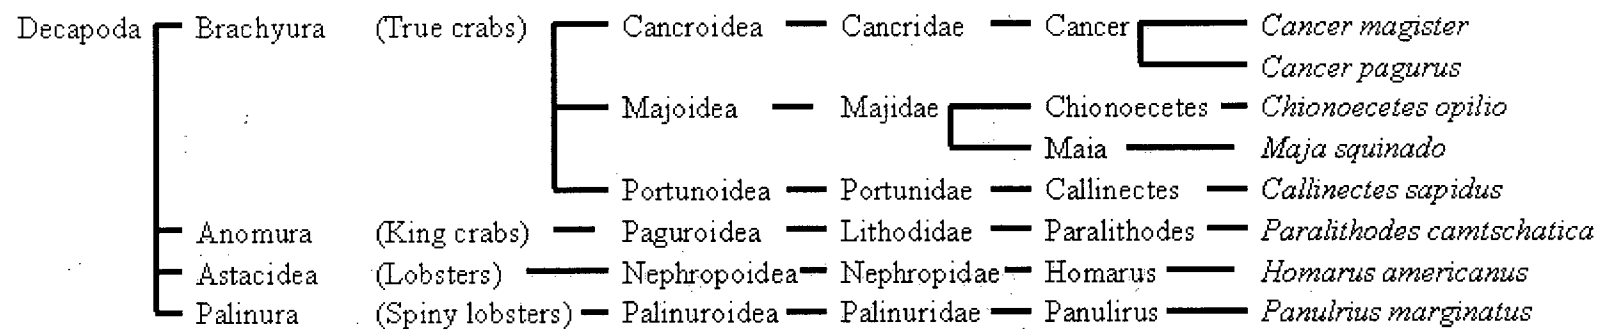 Decapoda Brachyura (True crabs) Cancroidea Cancridae Cancer Cancer magister
Cancer pagurus
Majoidea Majidae Chionoecetes Chionoecetes opilio
Maia Maja squinado
Portunoidea Portunidae Callinectes Callinectes sapidus
Anomura (King crabs) Paguroidea Lithodidae Paralithodes Paralithodes camtschatica
Astacidea (Lobsters) Nephropoidea Nephropidae Homarus Homarus americanus
Palinura (Spiny lobsters) Palinuroidea Palinuridae Panulirus Panulrius marginatus